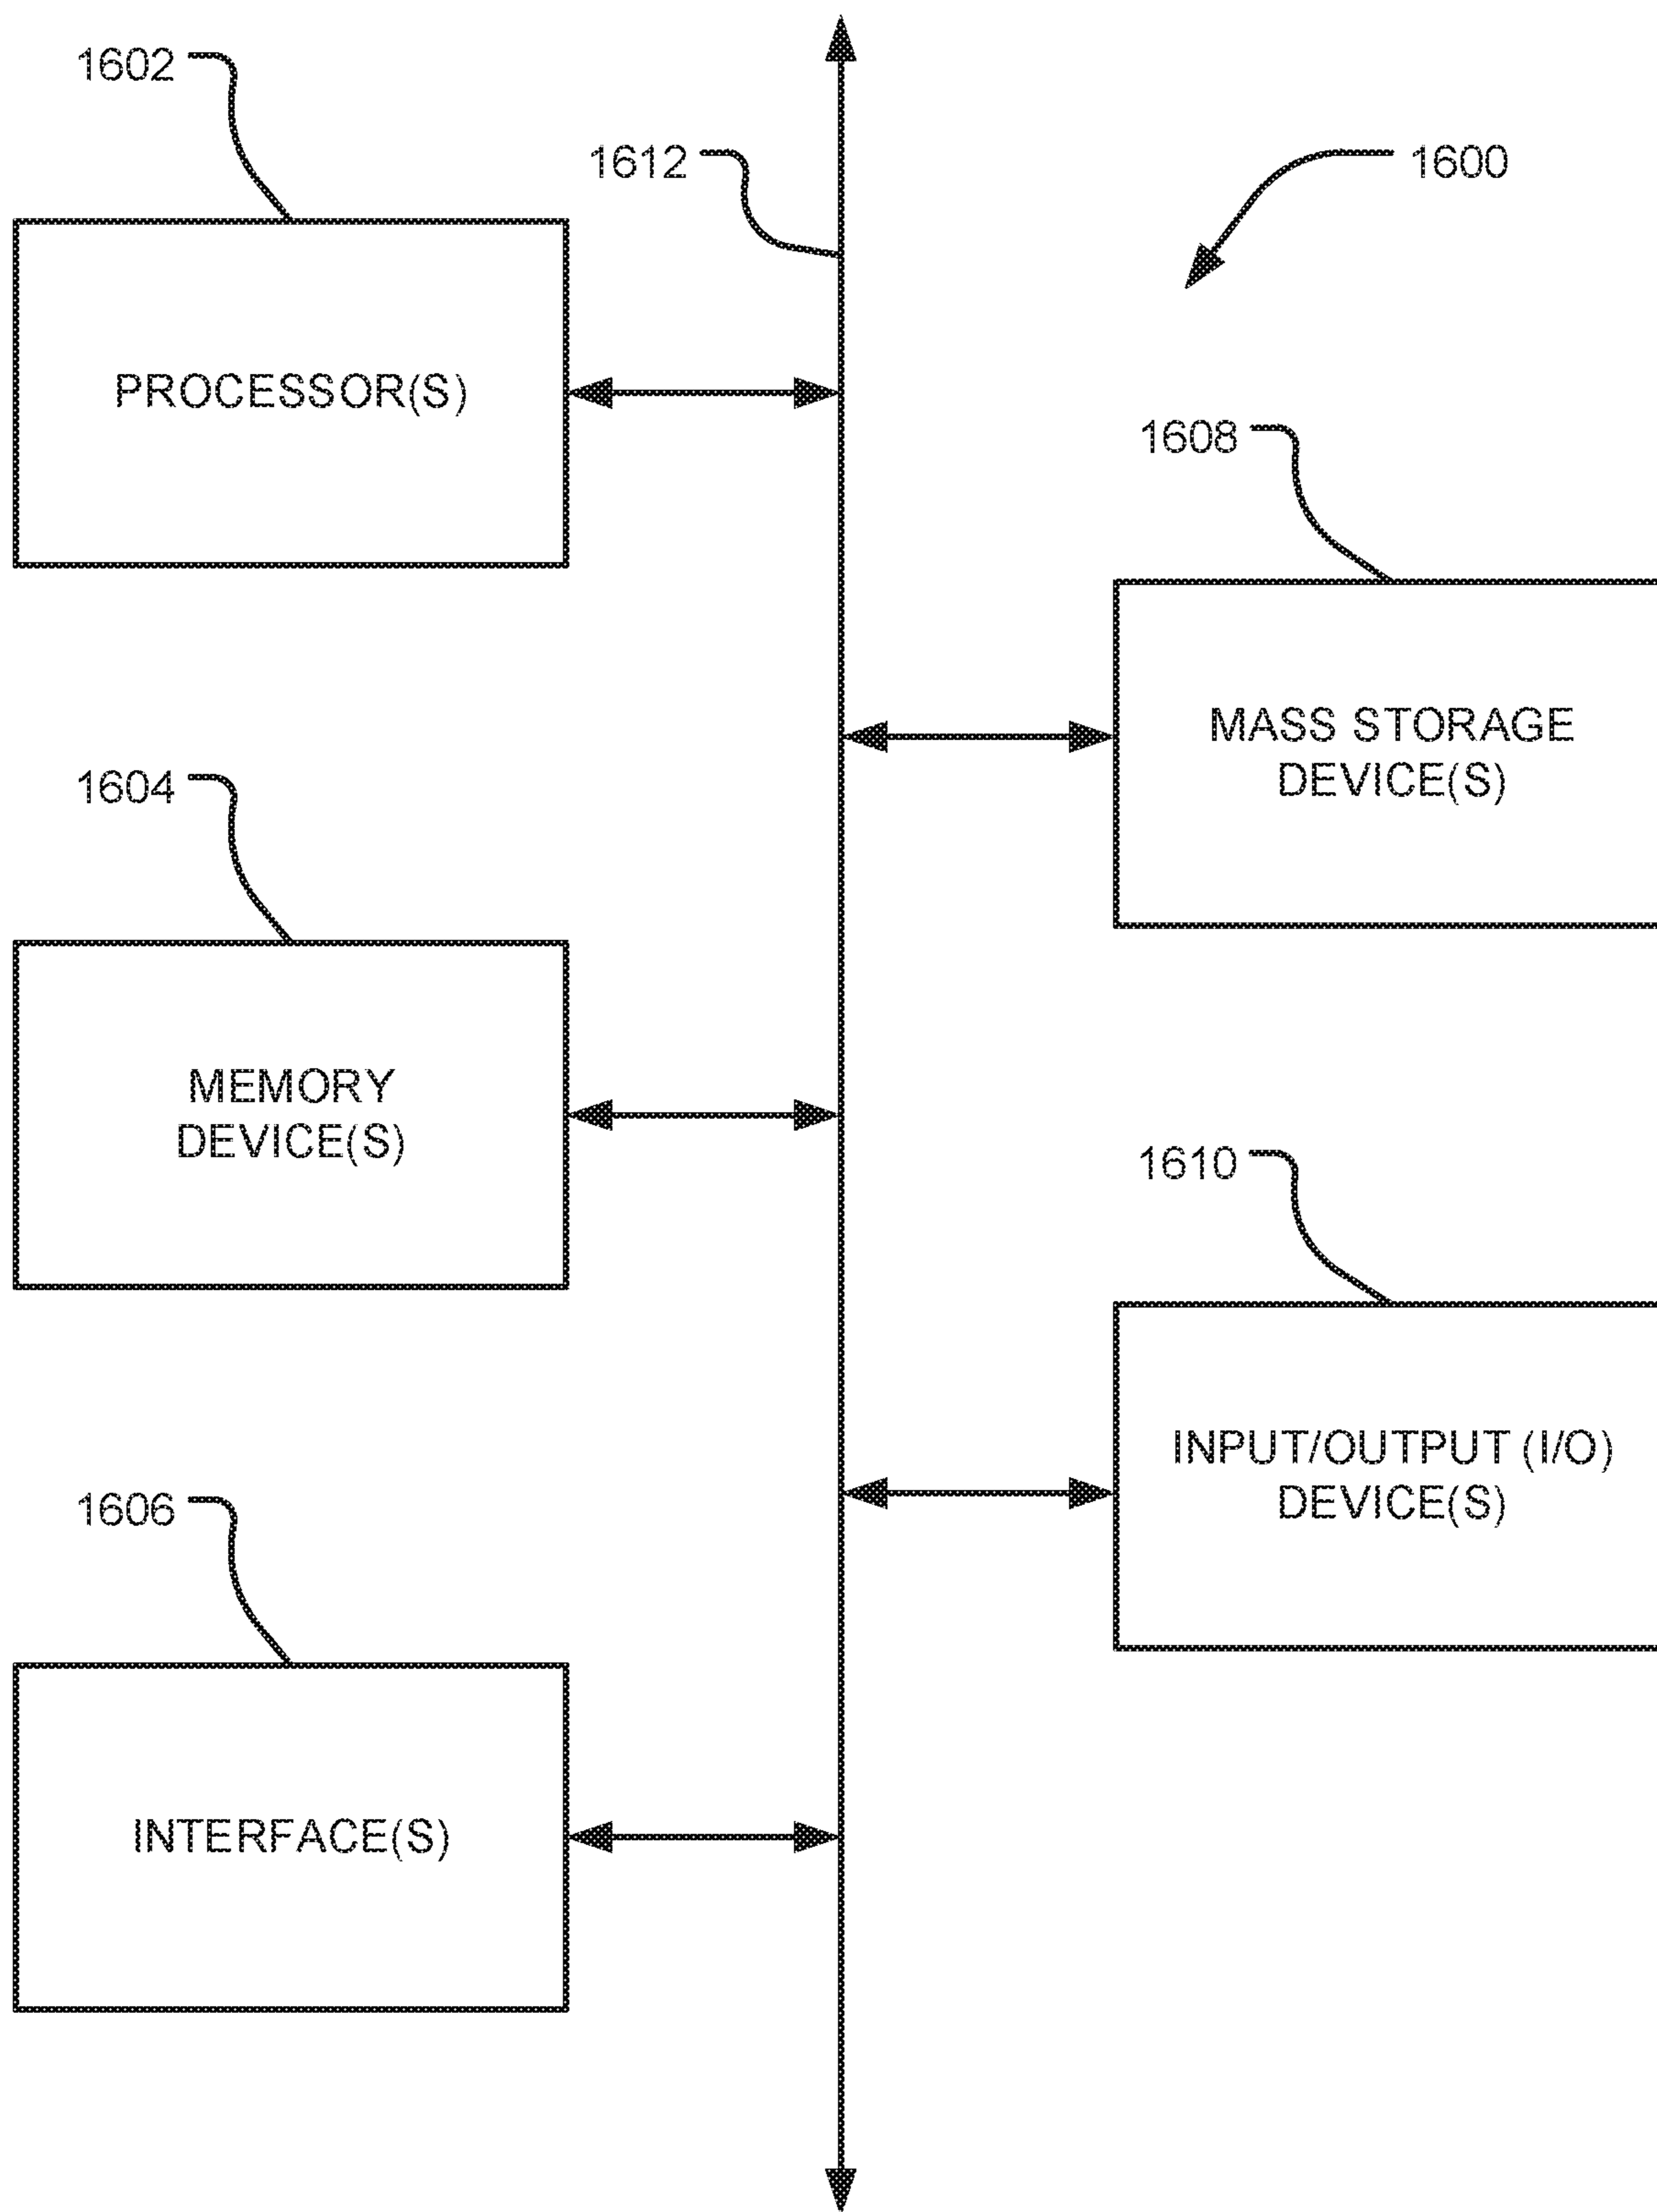 1602
1612
1600
PROCESSOR(S)
1608
MASS STORAGE
DEVICE(S)
1604
MEMORY
DEVICE(S)
1610
INPUT/OUTPUT (I/O)
DEVICE(S)
1606
INTERFACE(S)